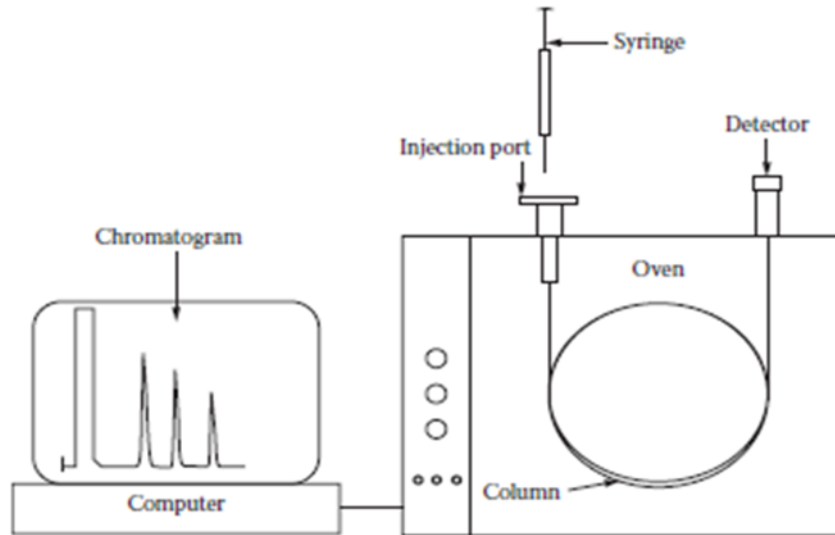 Syringe
Detector
Injection port
Chromatogram
Oven
Column
Computer